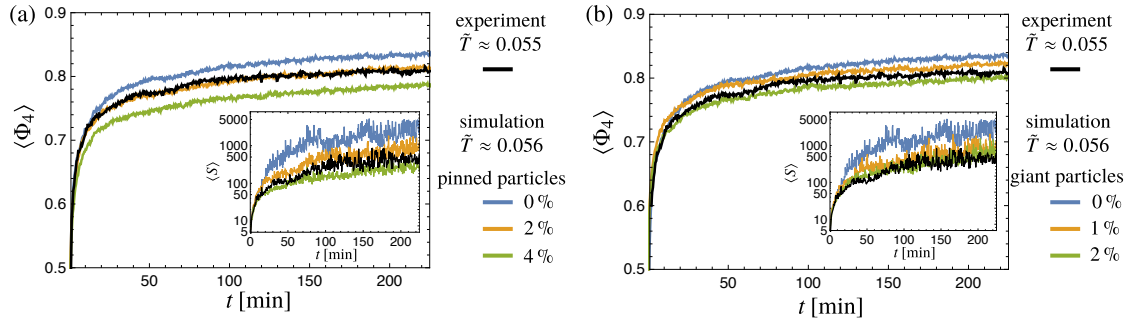 (a)
0.9
0.8
0.7
0.6
0.5
⟨Φ₄⟩
50
100
150
200
t [min]
5000
1000
500
100
50
10
5
⟨S⟩
0
50
100
150
200
t [min]
experiment
T̃ ≈ 0.055
simulation
T̃ ≈ 0.056
pinned particles
0 %
2 %
4 %
(b)
0.9
0.8
0.7
0.6
0.5
⟨Φ₄⟩
50
100
150
200
t [min]
5000
1000
500
100
50
10
5
⟨S⟩
0
50
100
150
200
t [min]
experiment
T̃ ≈ 0.055
simulation
T̃ ≈ 0.056
giant particles
0 %
1 %
2 %